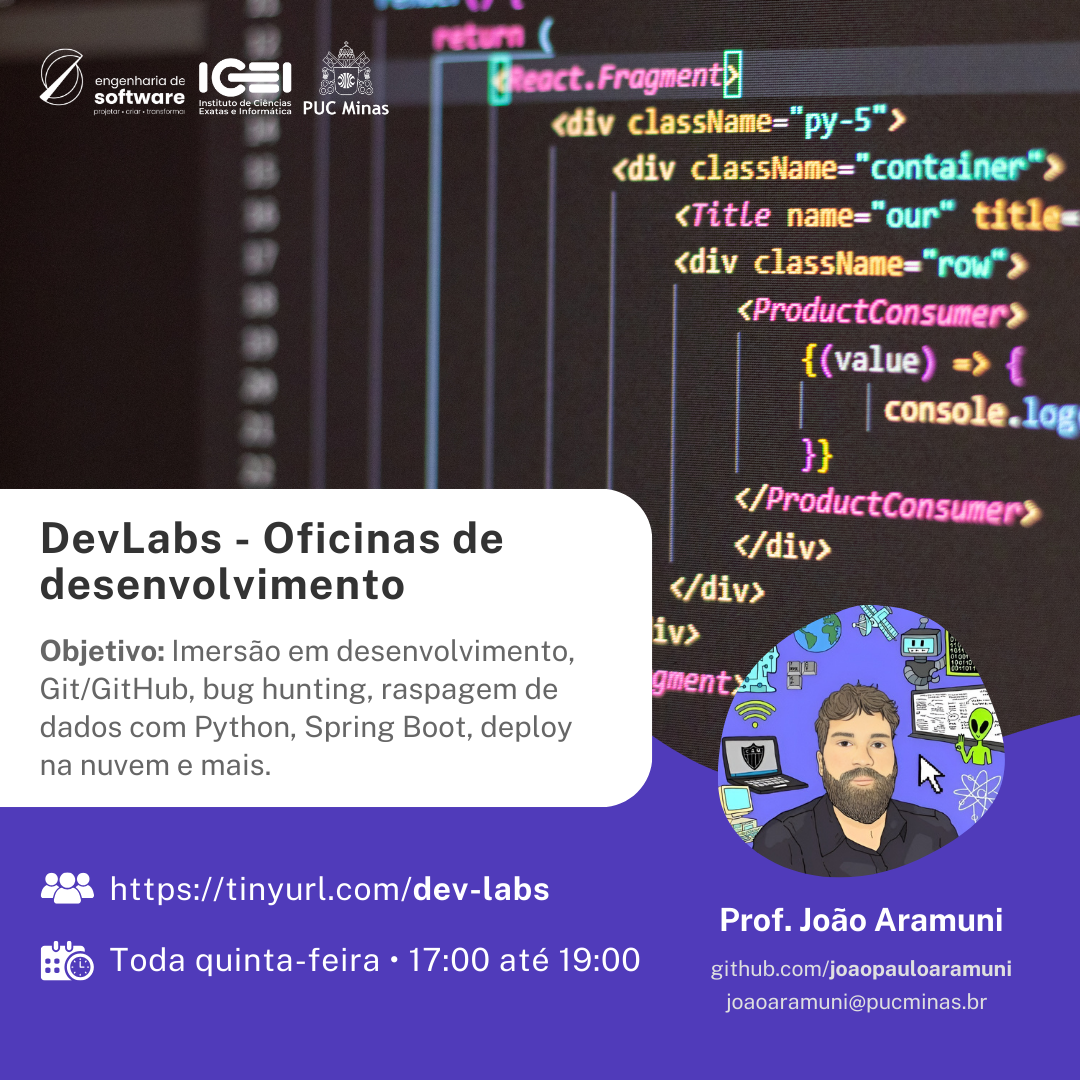 render() {
return (
<React.Fragment>
<div className="py-5">
<div className="container">
<Title name="our" title=
<div className="row">
<ProductConsumer>
{(value) => {
console.log
}}
</ProductConsumer>
</div>
</div>
iv>
gment>
engenharia de
software
projetar • criar • transformar
ICEI
Instituto de Ciências
Exatas e Informática
PUC Minas
DevLabs - Oficinas de
desenvolvimento
Objetivo: Imersão em desenvolvimento,
Git/GitHub, bug hunting, raspagem de
dados com Python, Spring Boot, deploy
na nuvem e mais.
https://tinyurl.com/dev-labs
Toda quinta-feira • 17:00 até 19:00
Prof. João Aramuni
github.com/joaopauloaramuni
joaoaramuni@pucminas.br